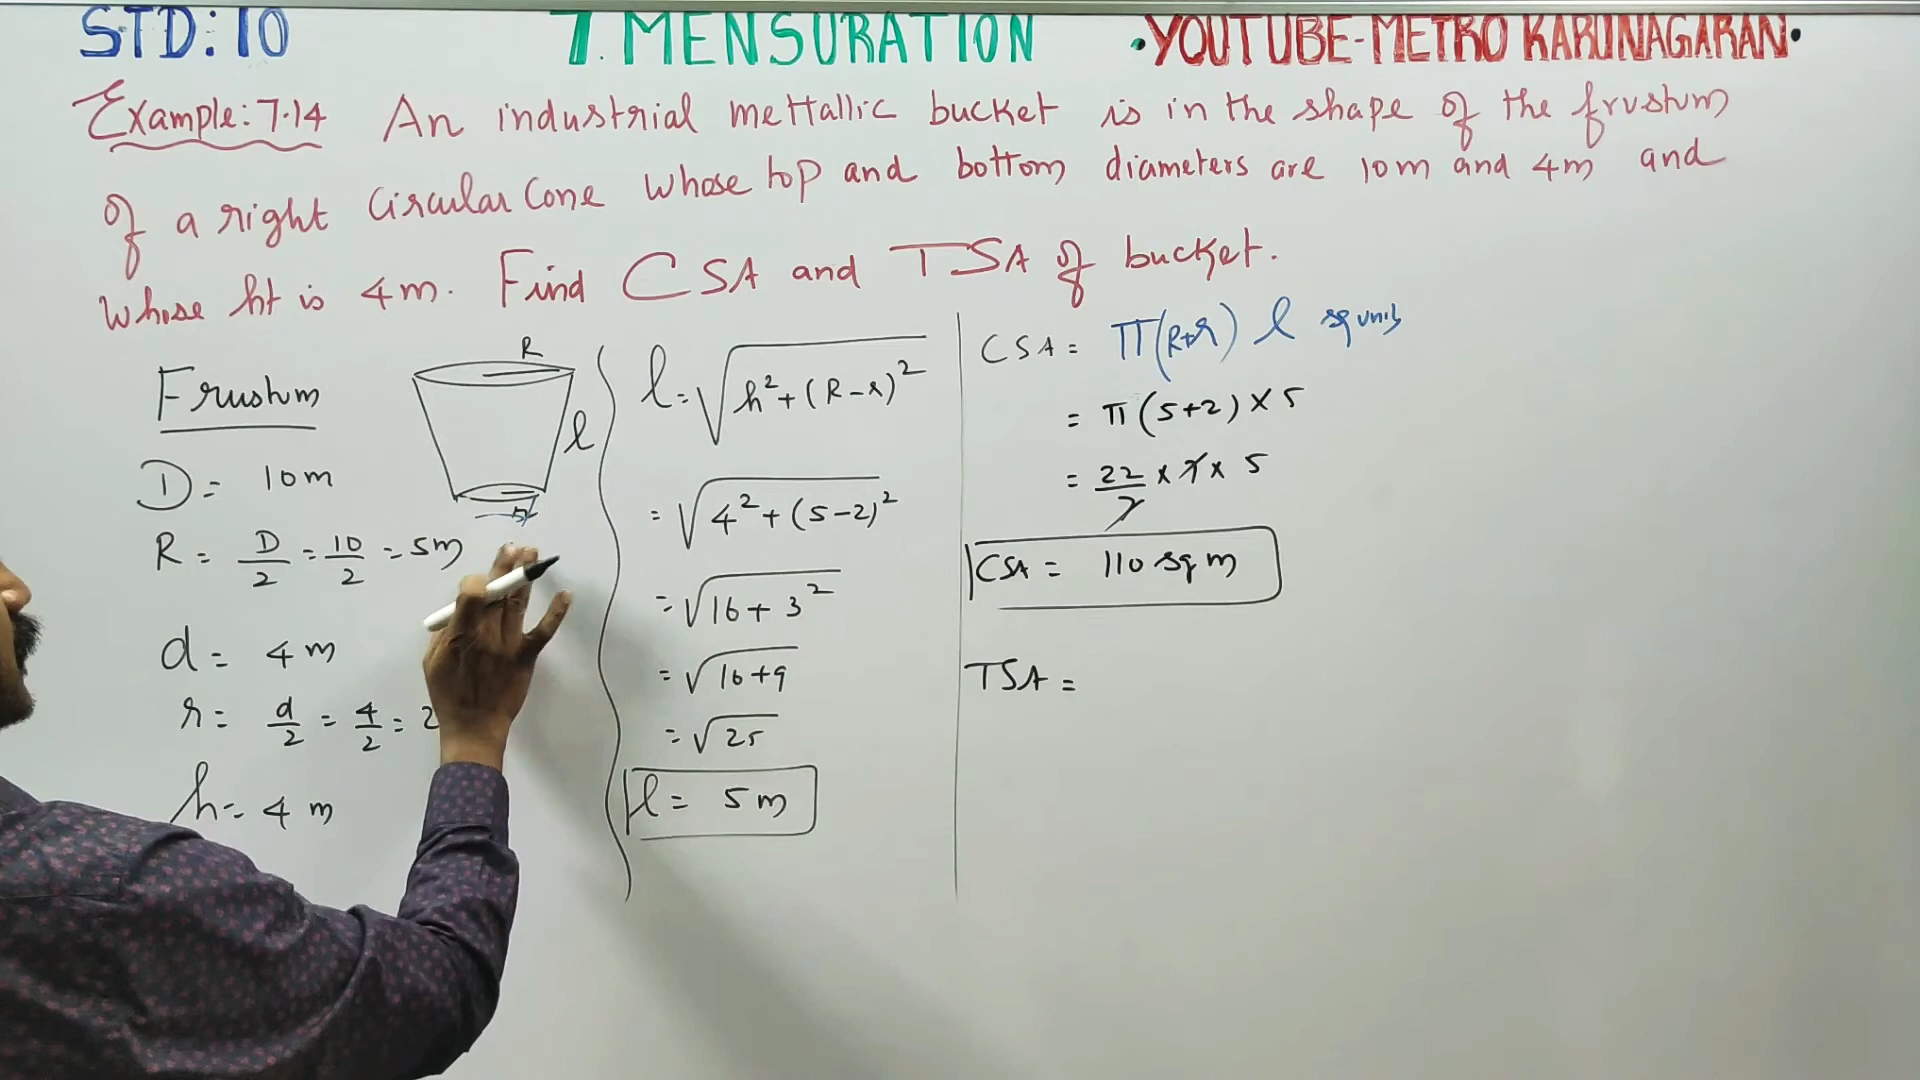 STD: 10 7. MENSURATION •YOUTUBE-METRO KARUNAGARAN•
Example: 7.14 An industrial mettallic bucket is in the shape of the frustum
of a right circular cone whose top and bottom diameters are 10m and 4m and
whose ht is 4m. Find CSA and TSA of bucket.
Frustum
D = 10m
R = D/2 = 10/2 = 5m
d = 4m
r = d/2 = 4/2 = 2
h = 4 m
R
l
r
l = √(h² + (R-r)²)
= √(4² + (5-2)²)
= √(16 + 3²)
= √(16+9)
= √25
l = 5m
CSA = π(R+r) l sq units
= π(5+2) × 5
= 22/7 × 7 × 5
CSA = 110 sq m
TSA =